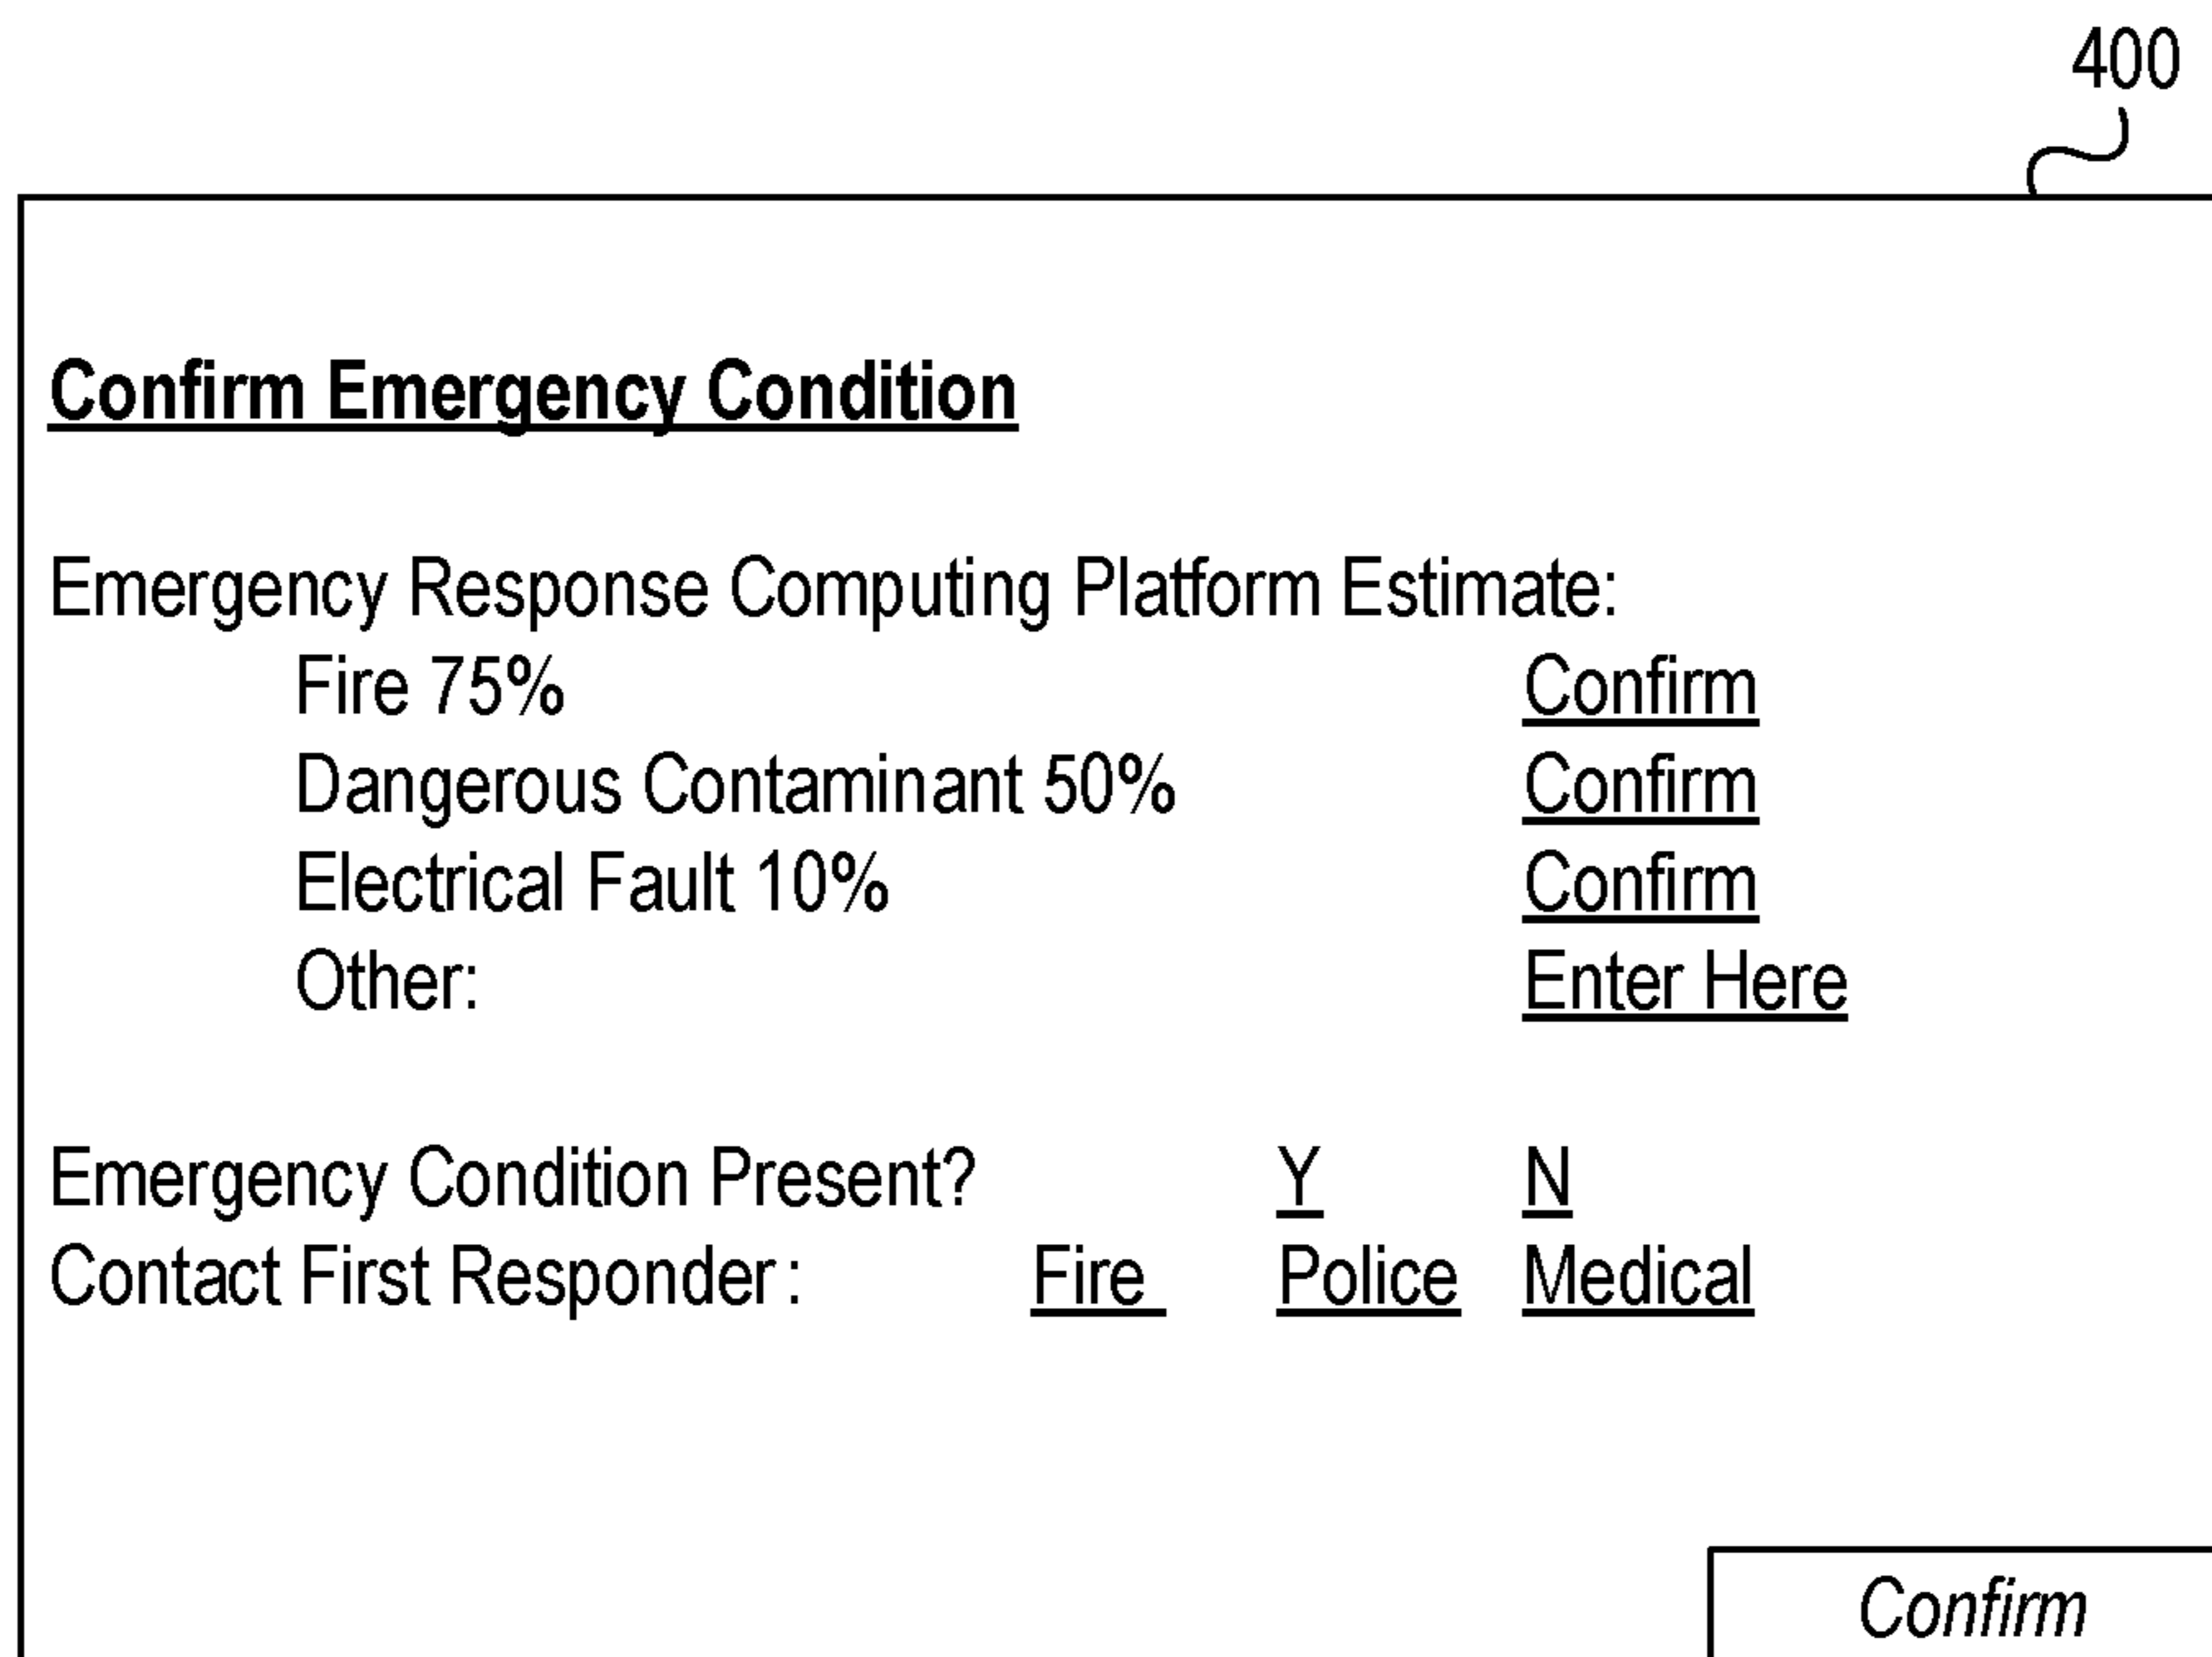 400
Confirm Emergency Condition
Emergency Response Computing Platform Estimate:
Fire 75% Confirm
Dangerous Contaminant 50% Confirm
Electrical Fault 10% Confirm
Other: Enter Here
Emergency Condition Present? Y N
Contact First Responder: Fire Police Medical
Confirm